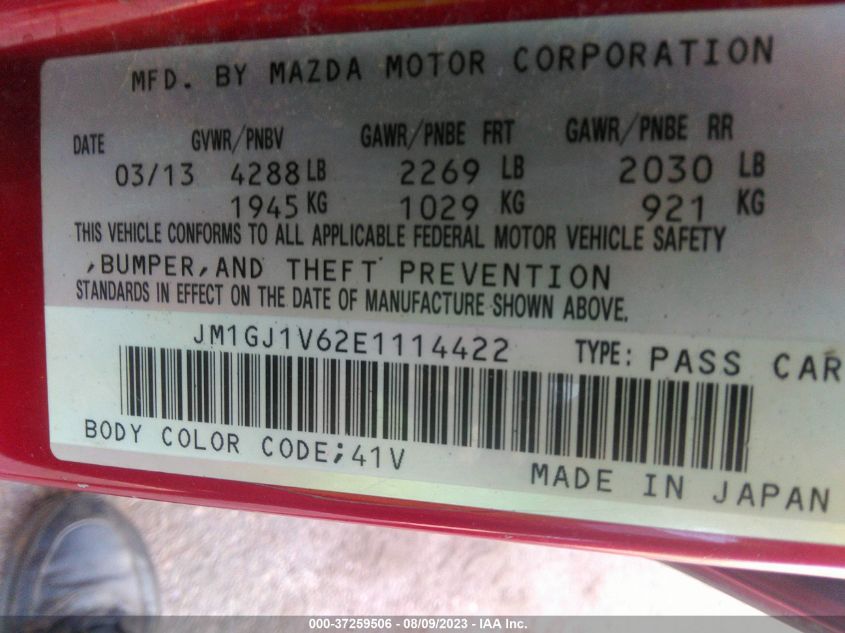 MFD. BY MAZDA MOTOR CORPORATION
DATE GVWR/PNBV GAWR/PNBE FRT GAWR/PNBE RR
03/13 4288 LB 2269 LB 2030 LB
1945 KG 1029 KG 921 KG
THIS VEHICLE CONFORMS TO ALL APPLICABLE FEDERAL MOTOR VEHICLE SAFETY
,BUMPER,AND THEFT PREVENTION
STANDARDS IN EFFECT ON THE DATE OF MANUFACTURE SHOWN ABOVE.
JM1GJ1V62E1114422 TYPE: PASS CAR
BODY COLOR CODE;41V
MADE IN JAPAN
000-37259506 - 08/09/2023 - IAA Inc.